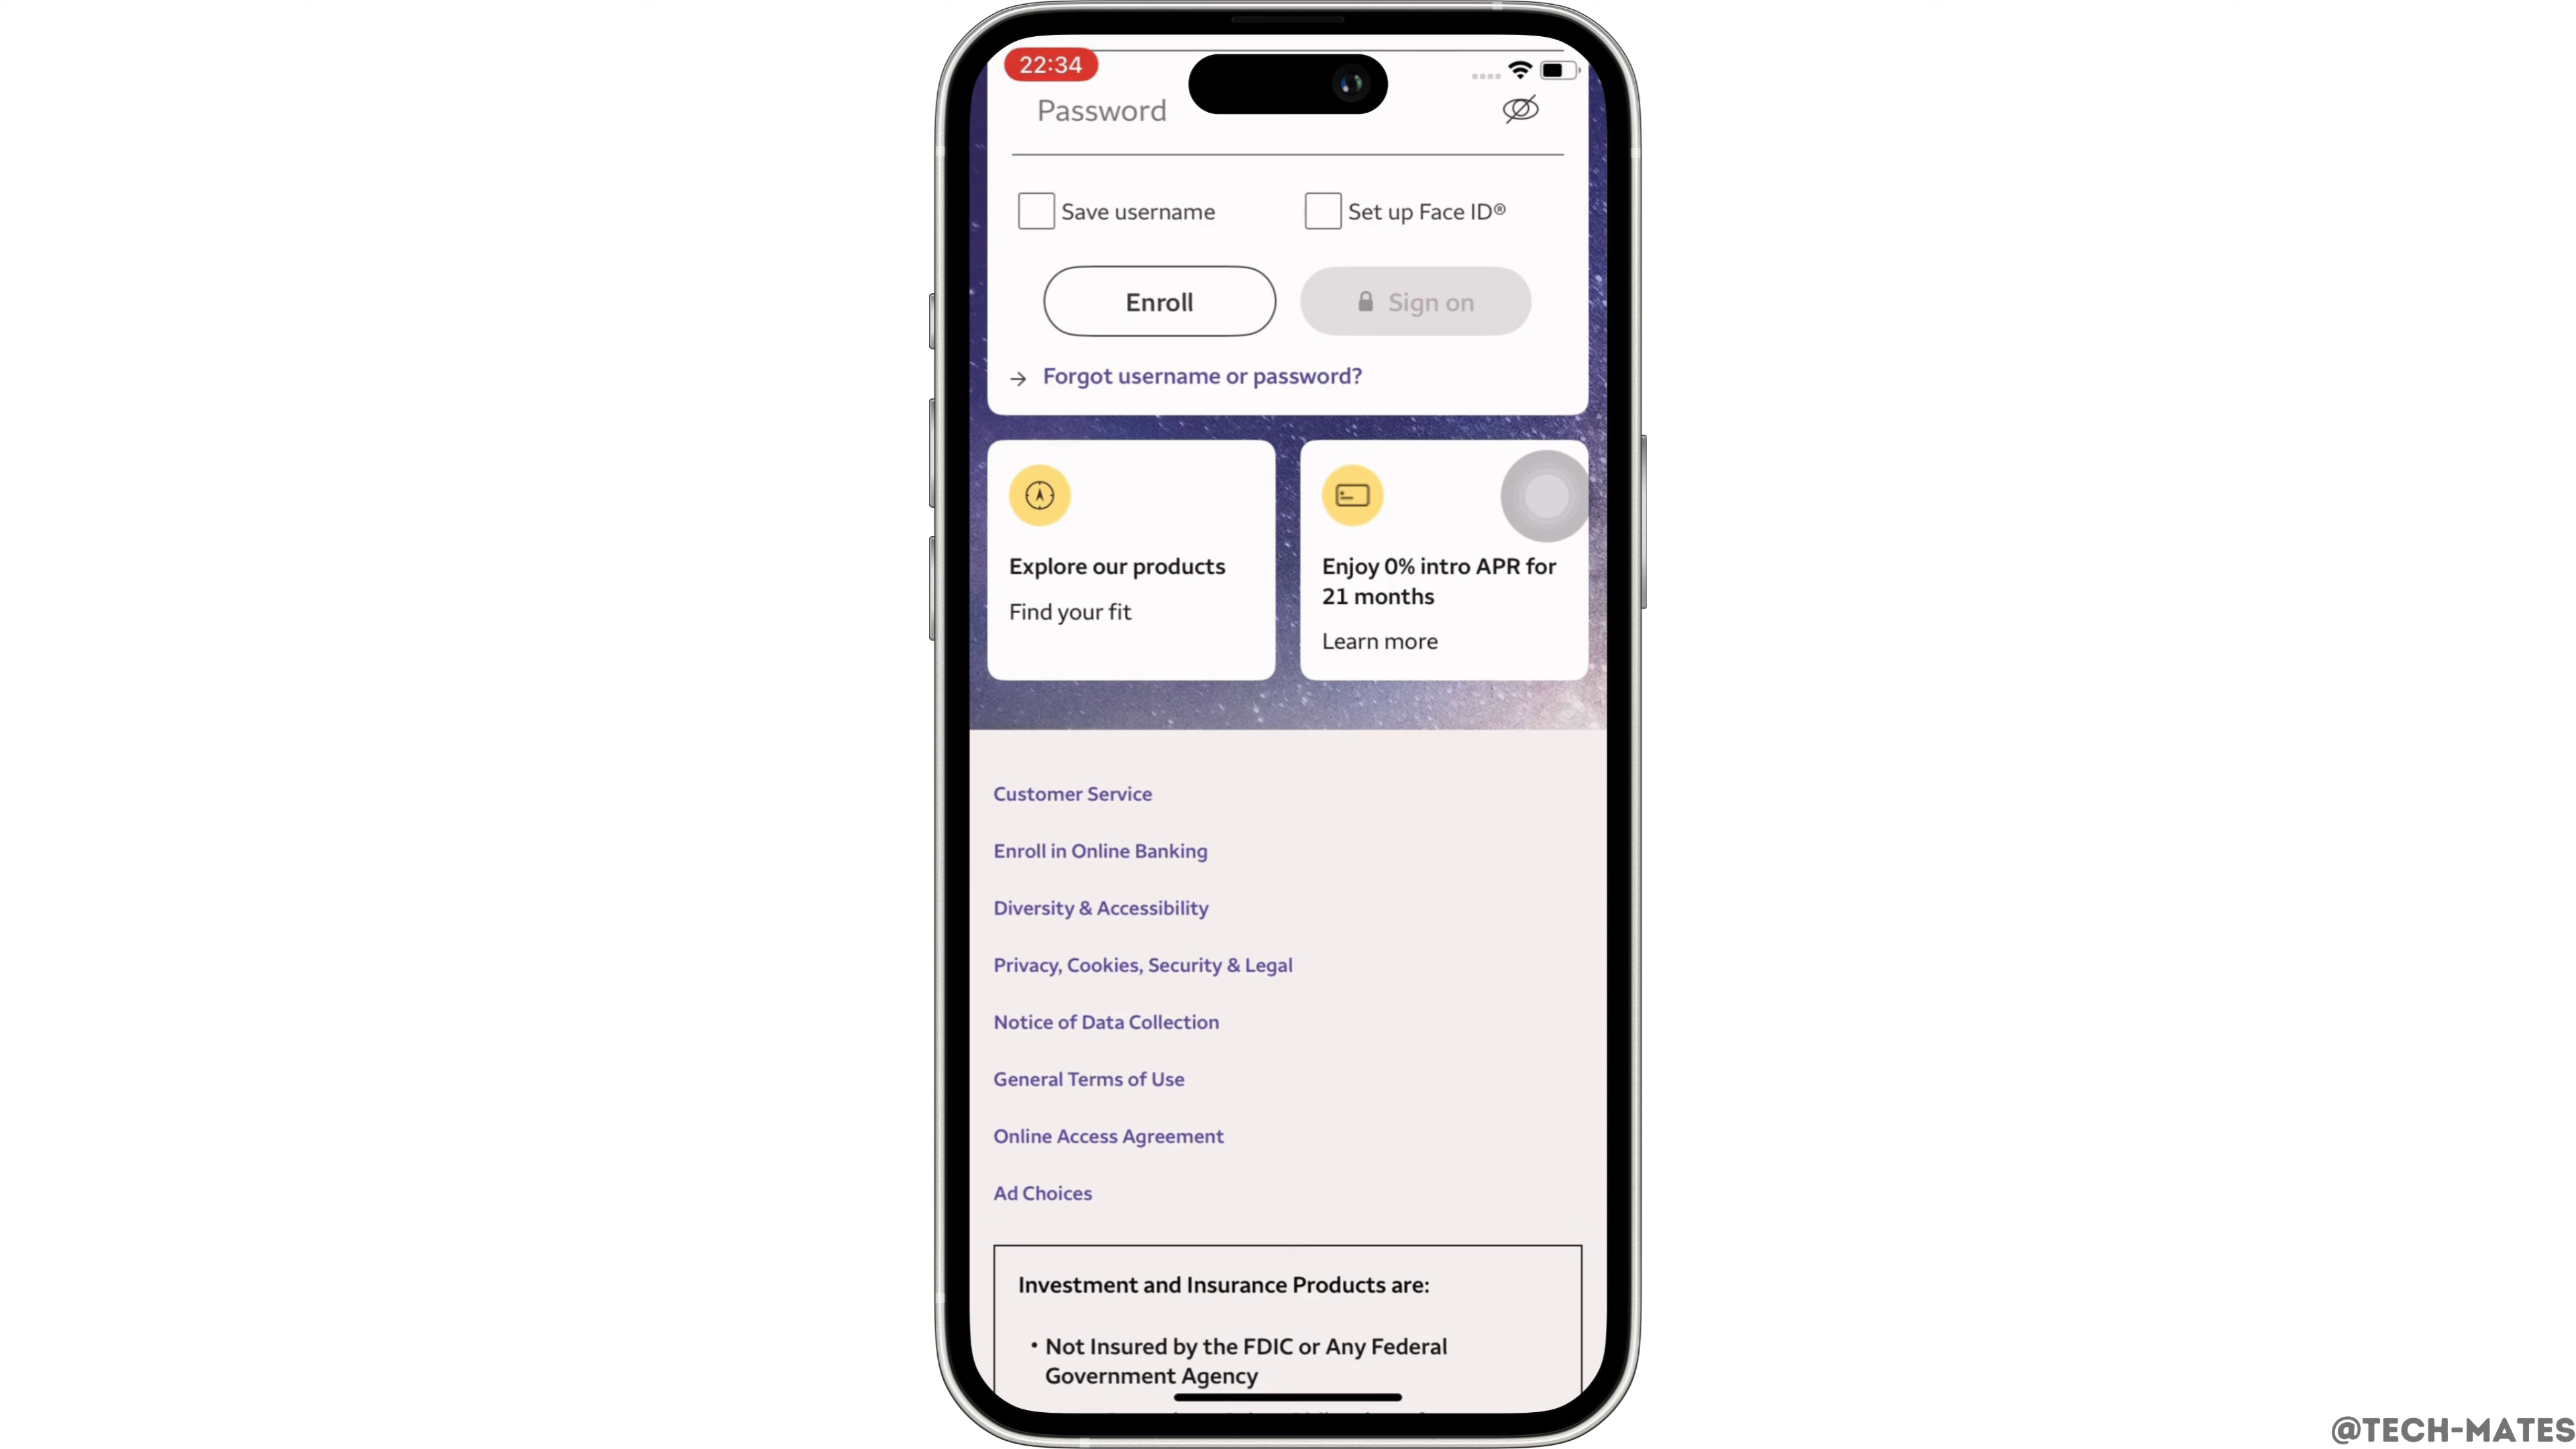 22:34
Password
Save username
Set up Face ID®
Enroll
Sign on
Forgot username or password?
Explore our products
Find your fit
Enjoy 0% intro APR for
21 months
Learn more
Customer Service
Enroll in Online Banking
Diversity & Accessibility
Privacy, Cookies, Security & Legal
Notice of Data Collection
General Terms of Use
Online Access Agreement
Ad Choices
Investment and Insurance Products are:
• Not Insured by the FDIC or Any Federal
Government Agency
@TECH-MATES